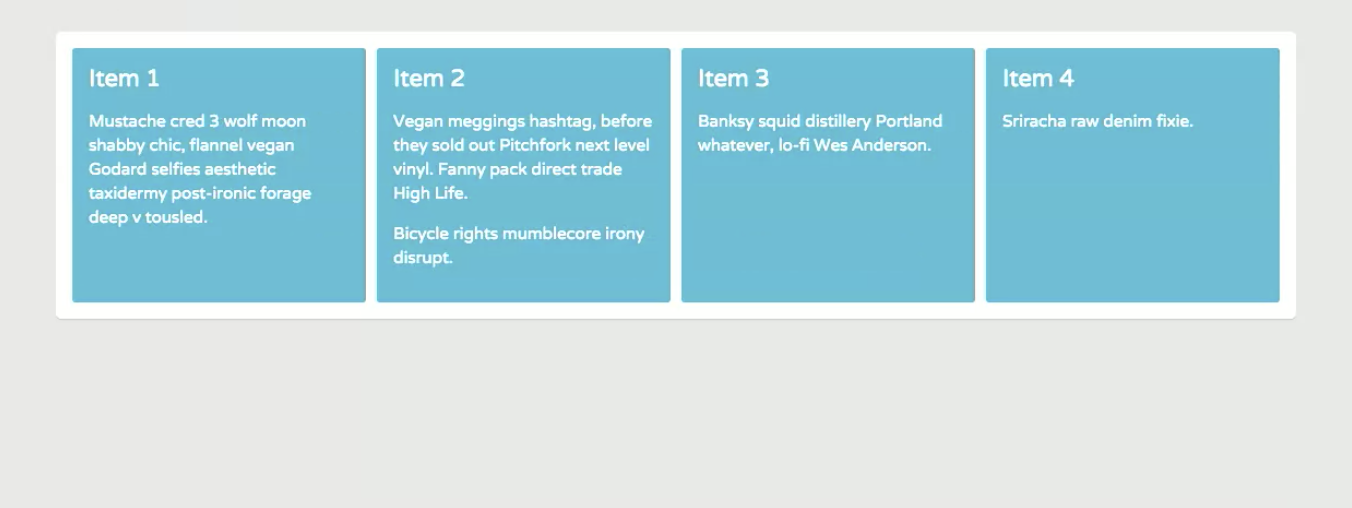 Item 1
Mustache cred 3 wolf moon
shabby chic, flannel vegan
Godard selfies aesthetic
taxidermy post-ironic forage
deep v tousled.
Item 2
Vegan meggings hashtag, before
they sold out Pitchfork next level
vinyl. Fanny pack direct trade
High Life.
Bicycle rights mumblecore irony
disrupt.
Item 3
Banksy squid distillery Portland
whatever, lo-fi Wes Anderson.
Item 4
Sriracha raw denim fixie.